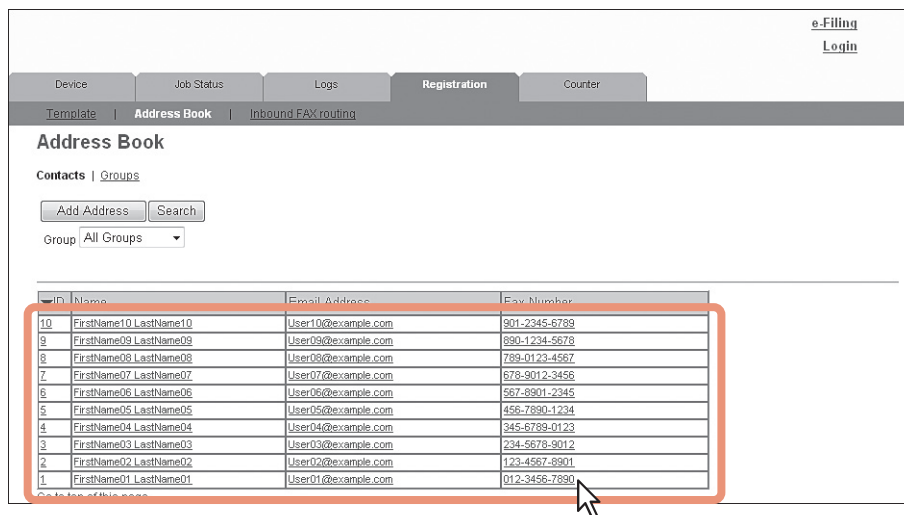 e-Filing
Login
Device Job Status Logs Registration Counter
Template | Address Book | Inbound FAX routing
Address Book
Contacts | Groups
Add Address Search
Group All Groups
ID Name Email Address Fax Number
10 FirstName10 LastName10 User10@example.com 901-2345-6789
9 FirstName09 LastName09 User09@example.com 890-1234-5678
8 FirstName08 LastName08 User08@example.com 789-0123-4567
7 FirstName07 LastName07 User07@example.com 678-9012-3456
6 FirstName06 LastName06 User06@example.com 567-8901-2345
5 FirstName05 LastName05 User05@example.com 456-7890-1234
4 FirstName04 LastName04 User04@example.com 345-6789-0123
3 FirstName03 LastName03 User03@example.com 234-5678-9012
2 FirstName02 LastName02 User02@example.com 123-4567-8901
1 FirstName01 LastName01 User01@example.com 012-3456-7890
Go to top of this page